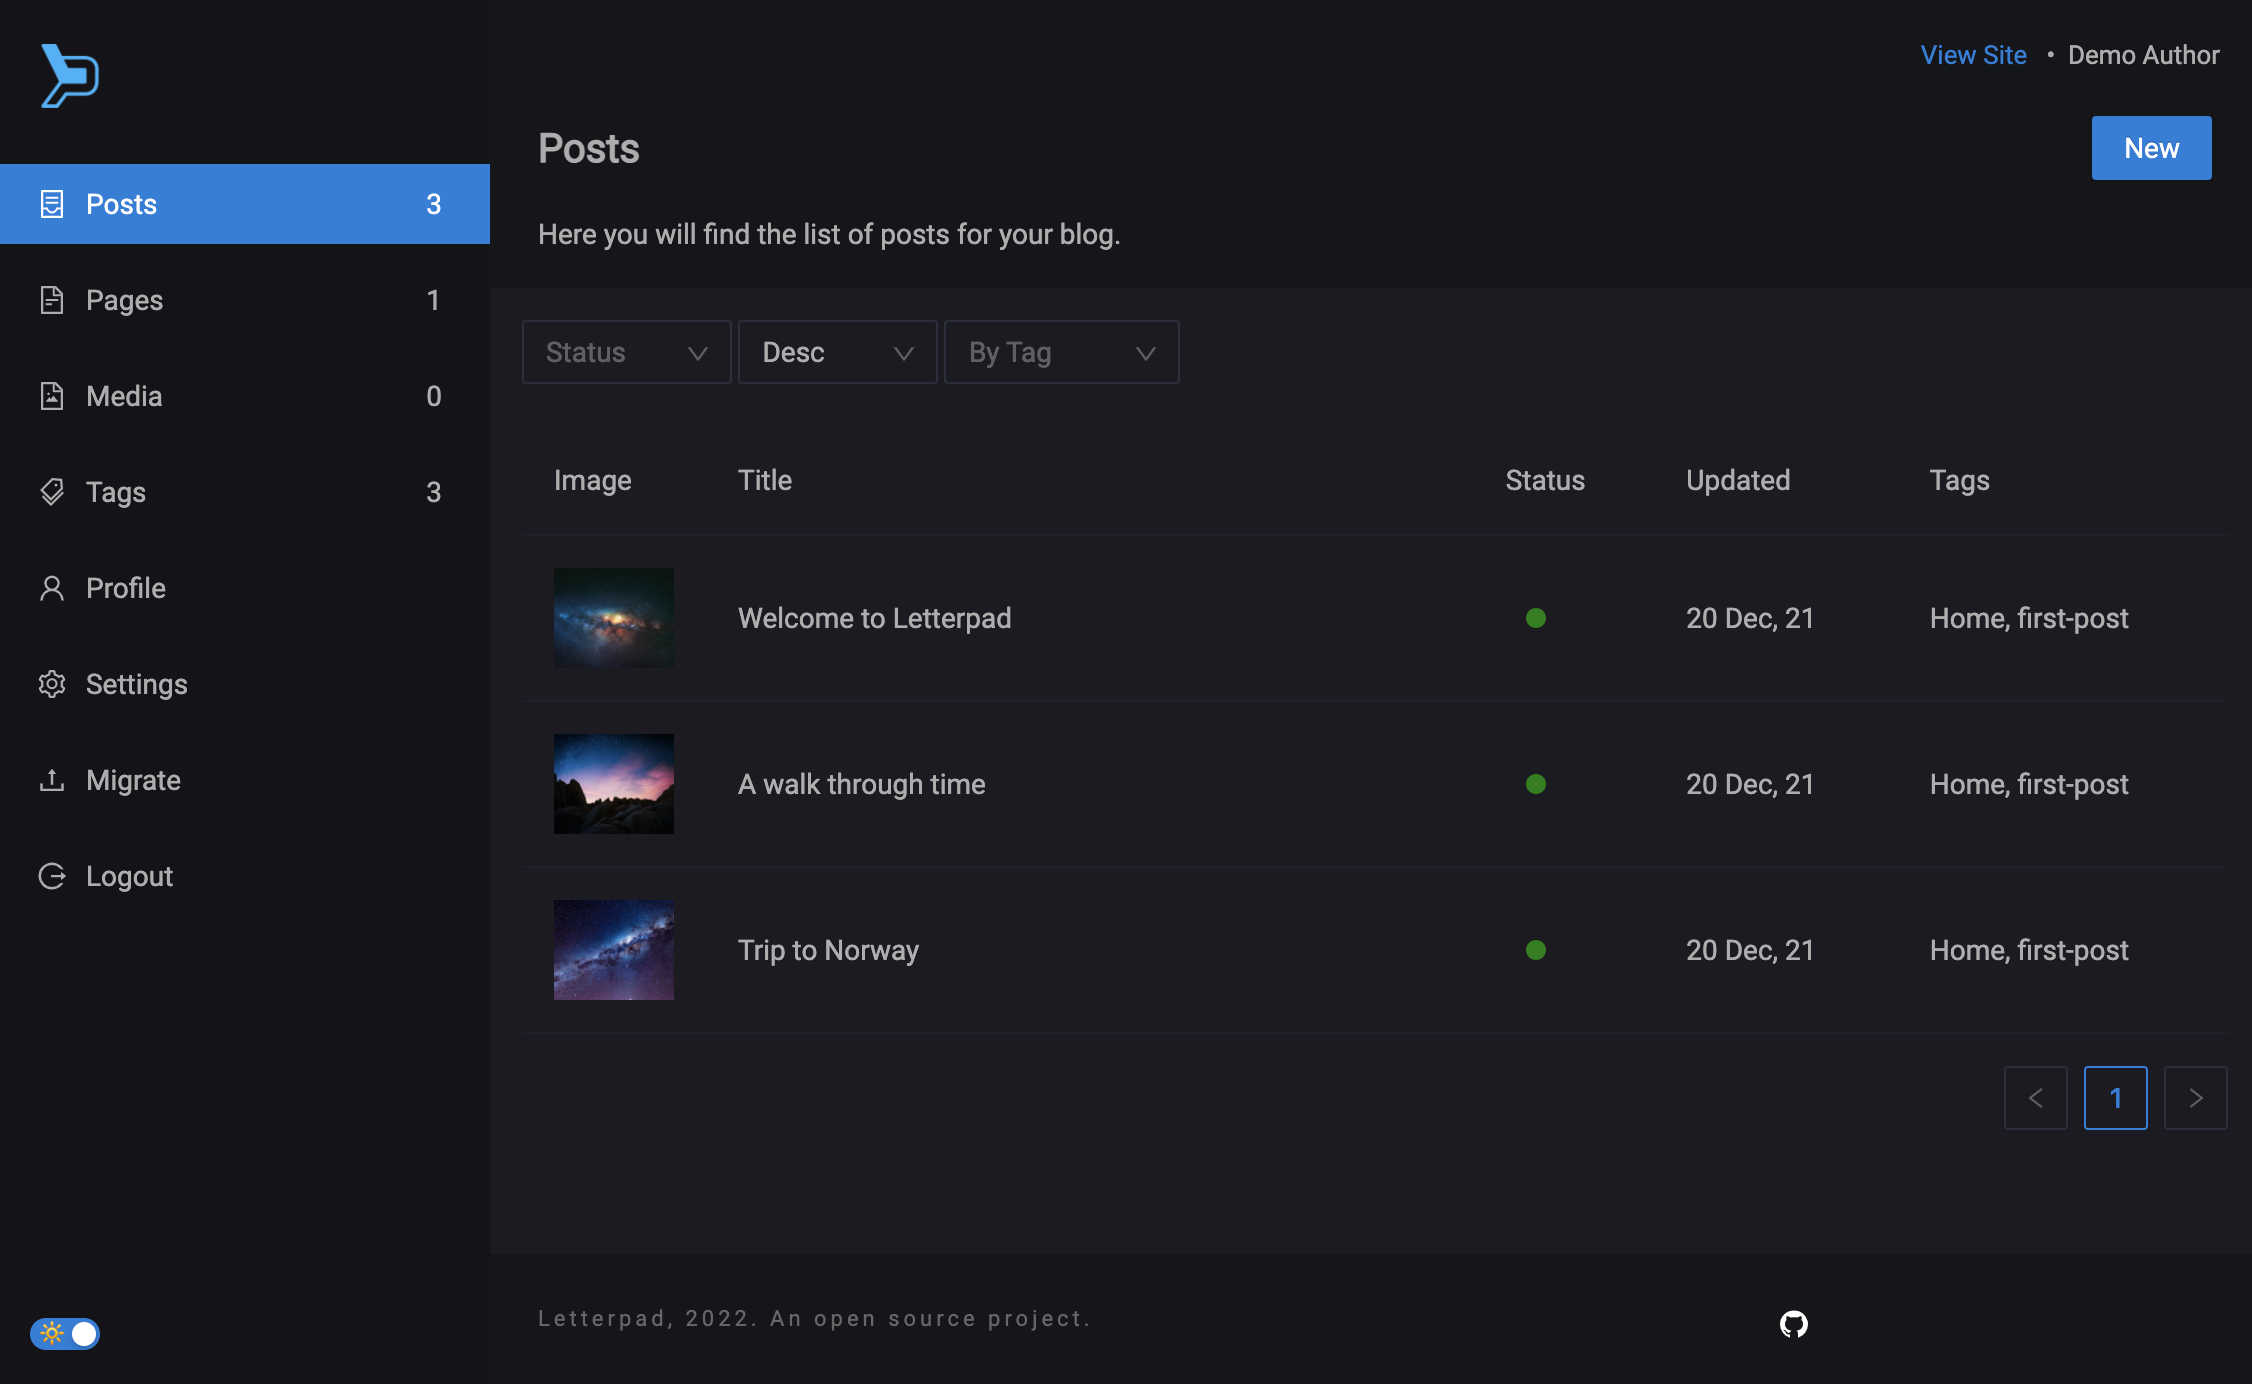 View Site • Demo Author
Posts
New
Here you will find the list of posts for your blog.
Posts 3
Pages 1
Media 0
Tags 3
Profile
Settings
Migrate
Logout
Status Desc By Tag
Image Title Status Updated Tags
Welcome to Letterpad 20 Dec, 21 Home, first-post
A walk through time 20 Dec, 21 Home, first-post
Trip to Norway 20 Dec, 21 Home, first-post
1
Letterpad, 2022. An open source project.